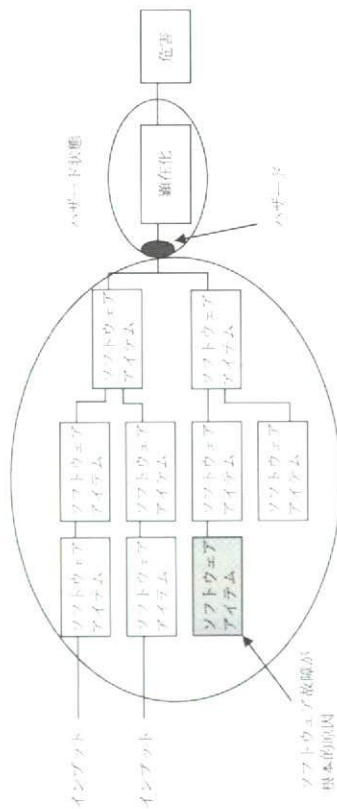 インプット
インプット
ソフトウェア
アイテム
ソフトウェア
アイテム
ソフトウェア
アイテム
ソフトウェア
アイテム
ソフトウェア
アイテム
ソフトウェア
アイテム
ソフトウェア
アイテム
ソフトウェア
アイテム
ソフトウェア
アイテム
ハザード状態
顕在化
危害
ハザード
ソフトウェア故障が
根本的原因